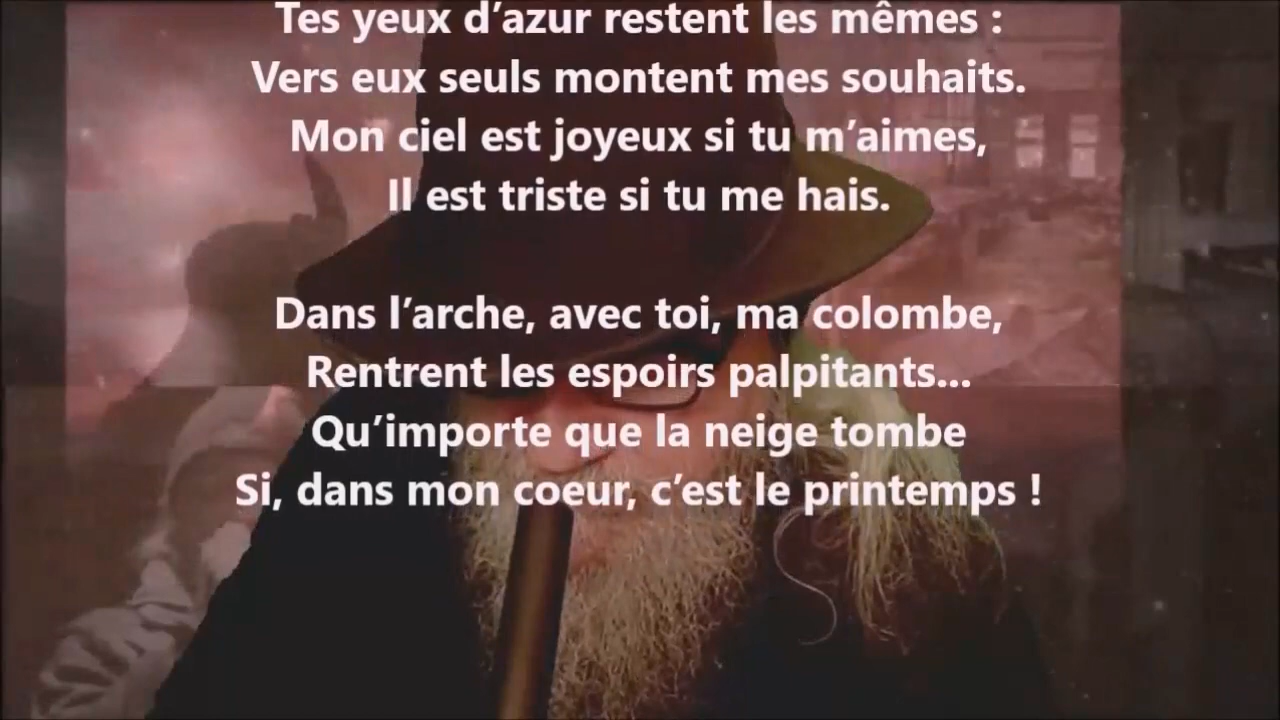 Tes yeux d’azur restent les mêmes :
Vers eux seuls montent mes souhaits.
Mon ciel est joyeux si tu m’aimes,
Il est triste si tu me hais.
Dans l’arche, avec toi, ma colombe,
Rentrent les espoirs palpitants...
Qu’importe que la neige tombe
Si, dans mon coeur, c’est le printemps !